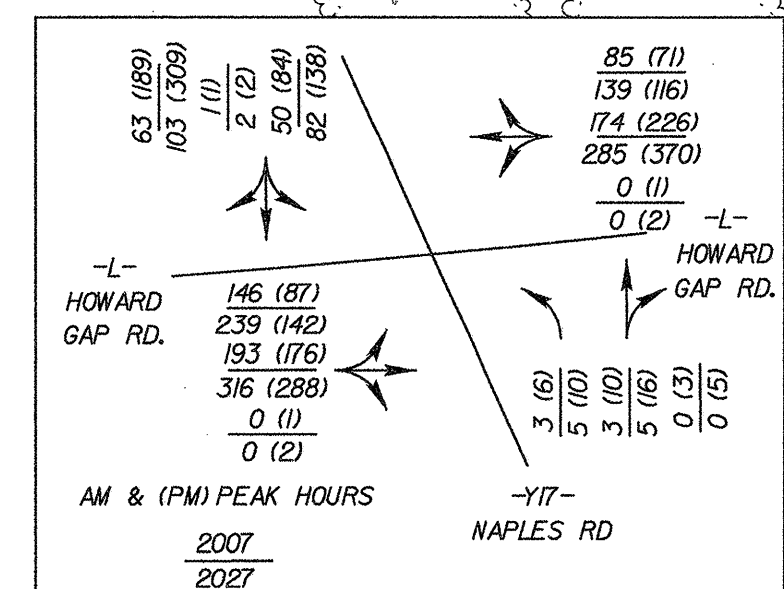 63 (189)
103 (309)
1 (1)
2 (2)
50 (84)
82 (138)
85 (71)
139 (116)
174 (226)
285 (370)
0 (1)
0 (2)
-L-
HOWARD
GAP RD.
-L-
HOWARD
GAP RD.
146 (87)
239 (142)
193 (176)
316 (288)
0 (1)
0 (2)
3 (6)
5 (10)
3 (10)
5 (16)
0 (3)
0 (5)
AM & (PM) PEAK HOURS
2007
2027
-Y17-
NAPLES RD